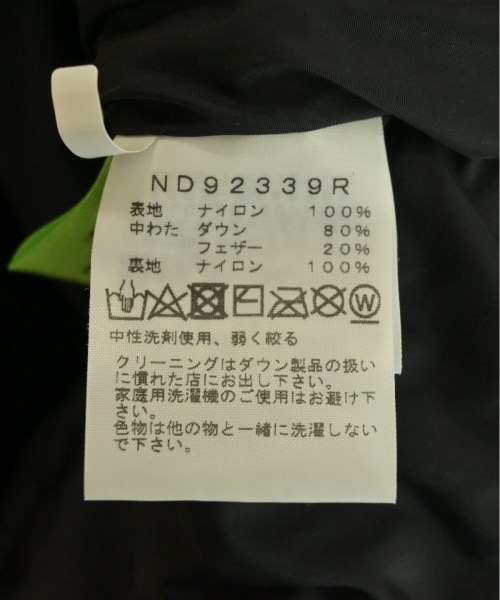 ND92339R
表地 ナイロン 100%
中わた ダウン 80%
フェザー 20%
裏地 ナイロン 100%
W
中性洗剤使用、弱く絞る
クリーニングはダウン製品の扱い
に慣れた店にお出し下さい。
家庭用洗濯機のご使用はお避け下
さい。
色物は他の物と一緒に洗濯しない
で下さい。